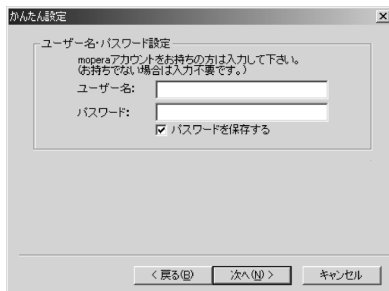 かんたん設定
ユーザー名・パスワード設定
moperaアカウントをお持ちの方は入力して下さい。
(お持ちでない場合は入力不要です。)
ユーザー名:
パスワード:
パスワードを保存する
< 戻る(B)
次へ(N) >
キャンセル